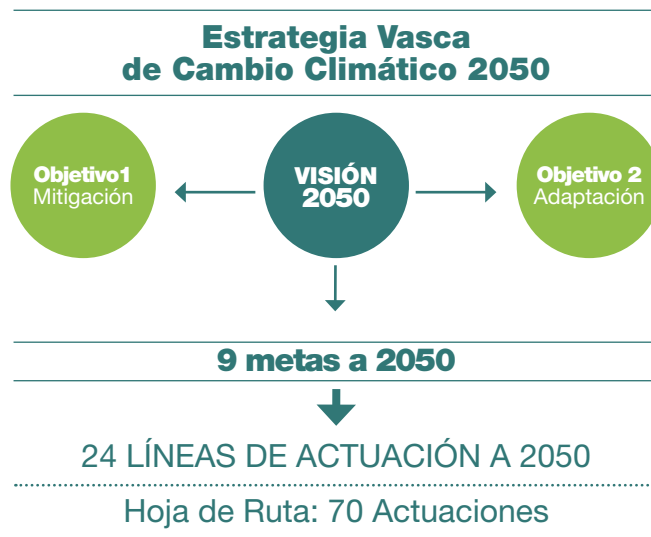 Estrategia Vasca
de Cambio Climático 2050
Objetivo1
Mitigación
VISIÓN
2050
Objetivo 2
Adaptación
9 metas a 2050
24 LÍNEAS DE ACTUACIÓN A 2050
Hoja de Ruta: 70 Actuaciones